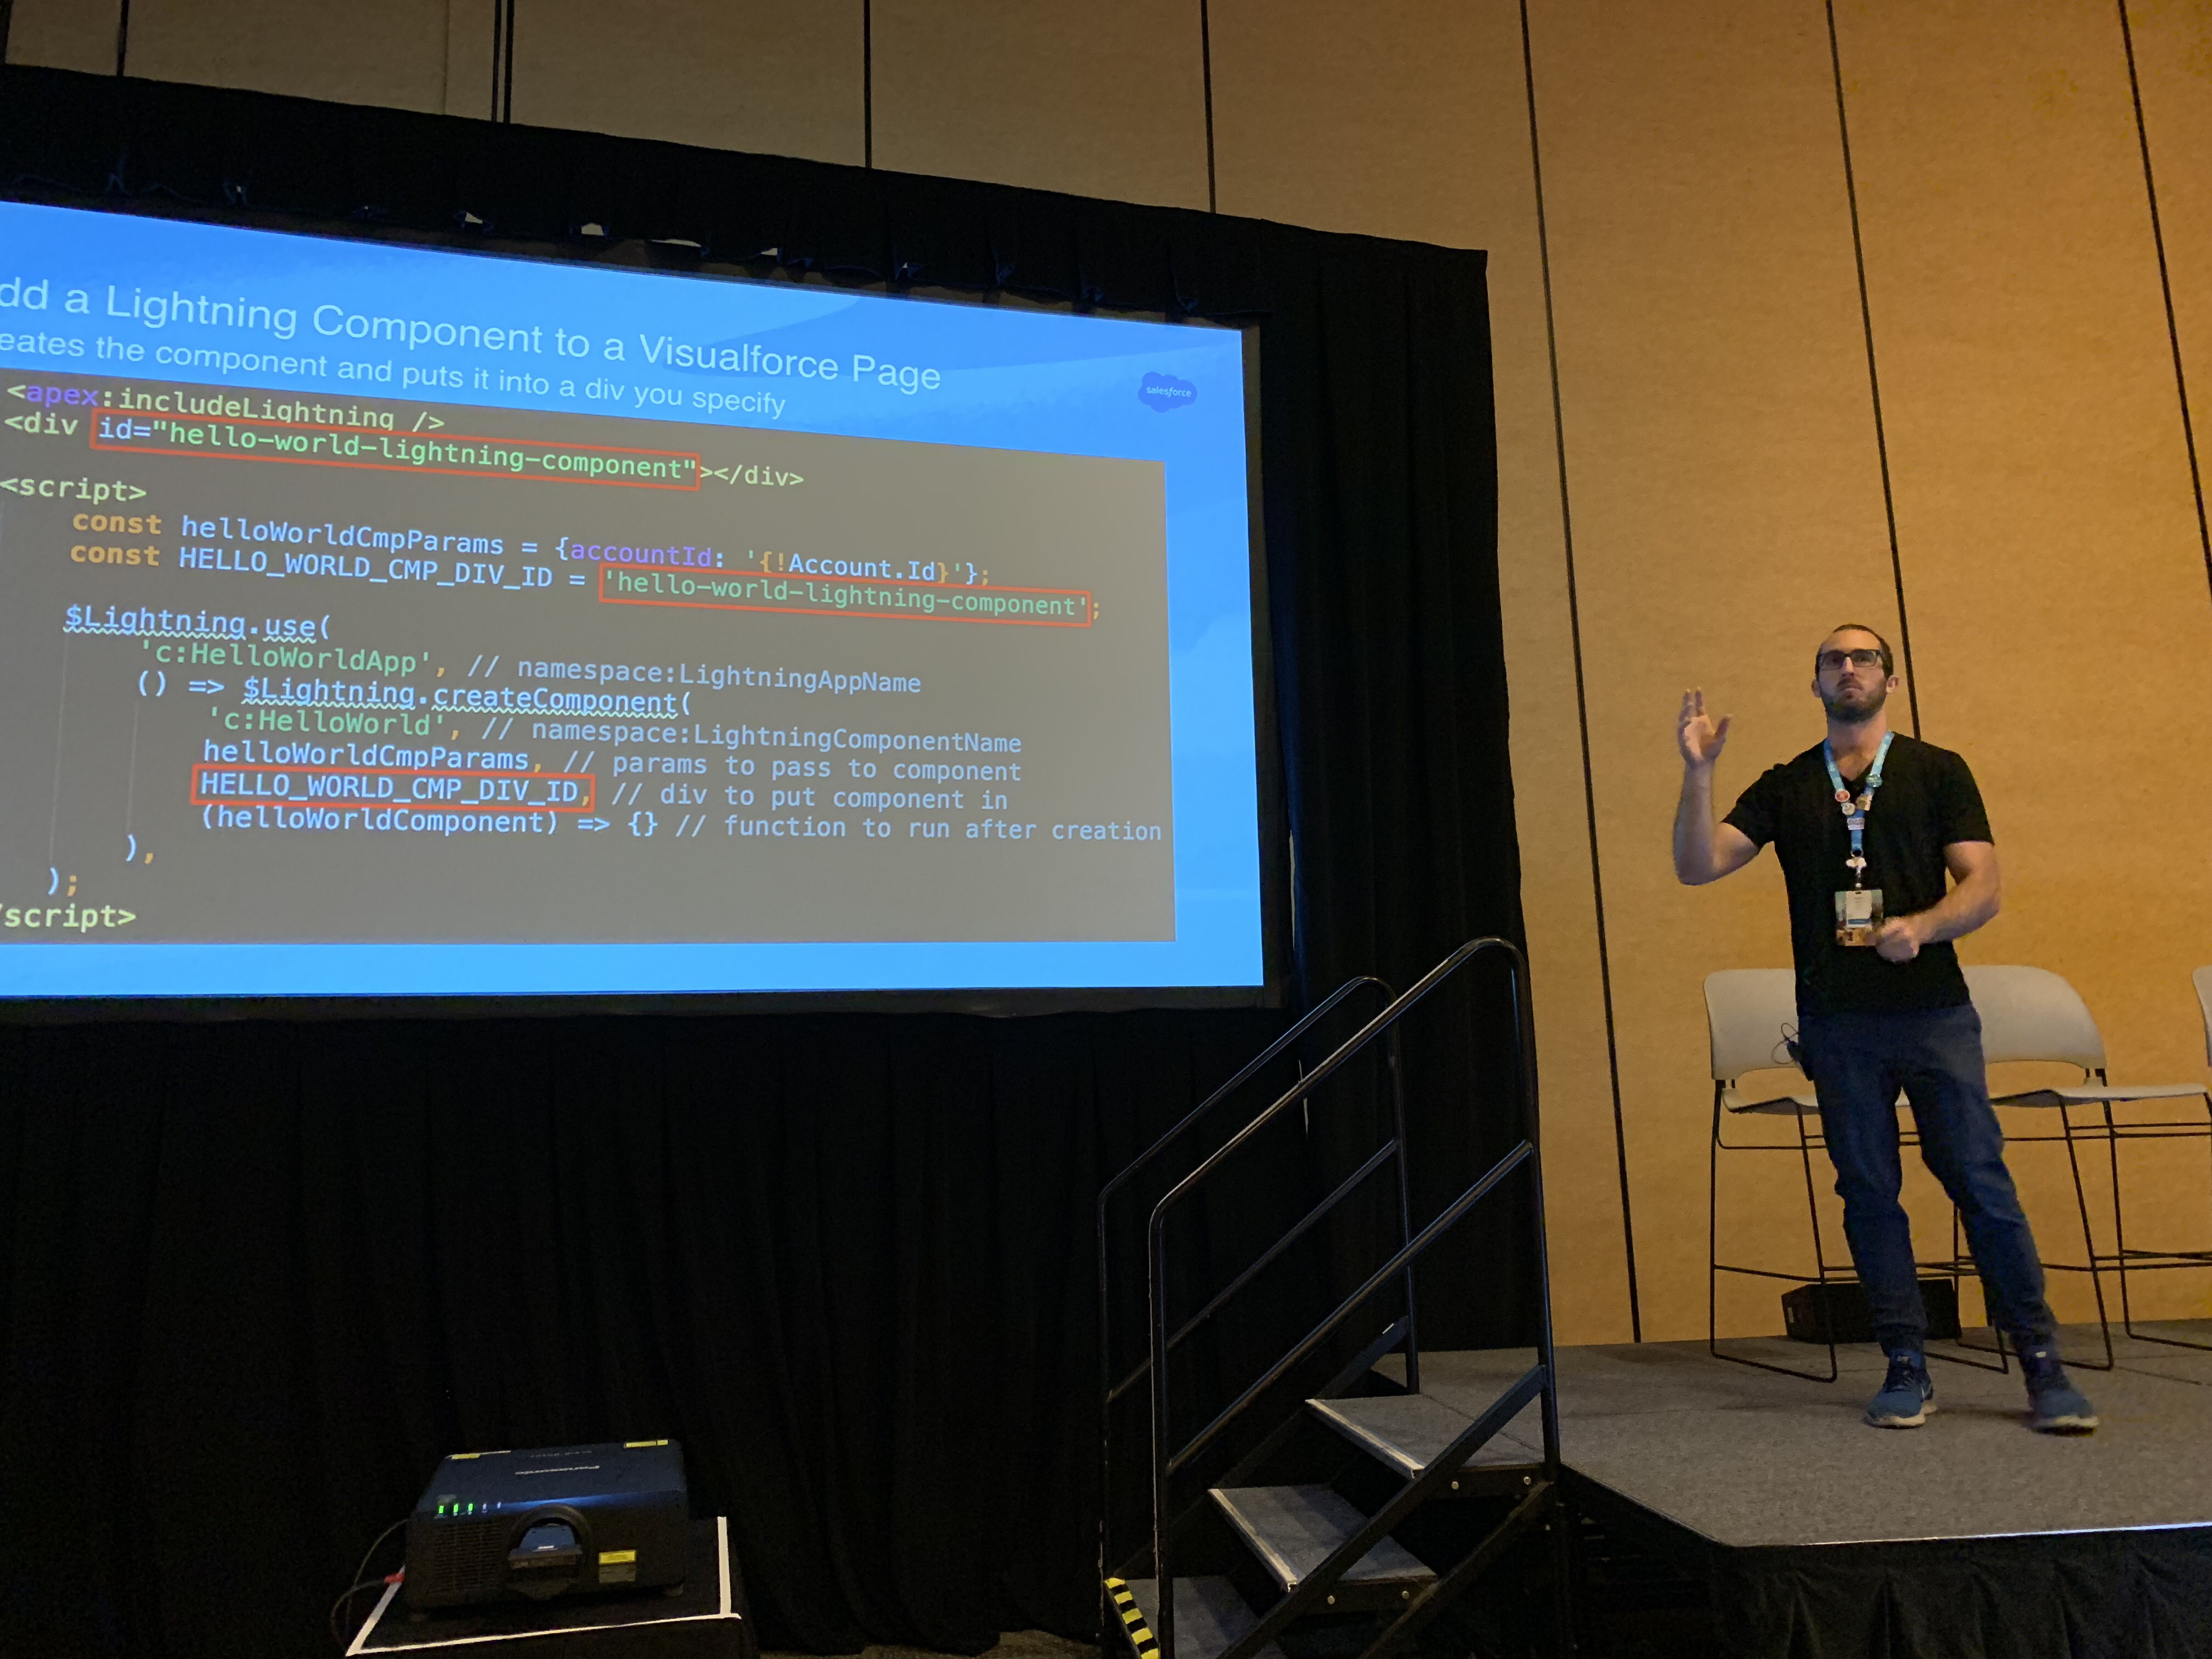 dd a Lightning Component to a Visualforce Page
eates the component and puts it into a div you specify
salesforce
<apex:includeLightning />
<div id="hello-world-lightning-component"></div>
<script>
const helloWorldCmpParams = {accountId: '{!Account.Id}'};
const HELLO_WORLD_CMP_DIV_ID = 'hello-world-lightning-component';
$Lightning.use(
'c:HelloWorldApp', // namespace:LightningAppName
() => $Lightning.createComponent(
'c:HelloWorld', // namespace:LightningComponentName
helloWorldCmpParams, // params to pass to component
HELLO_WORLD_CMP_DIV_ID, // div to put component in
(helloWorldComponent) => {} // function to run after creation
),
);
/script>
Panasonic